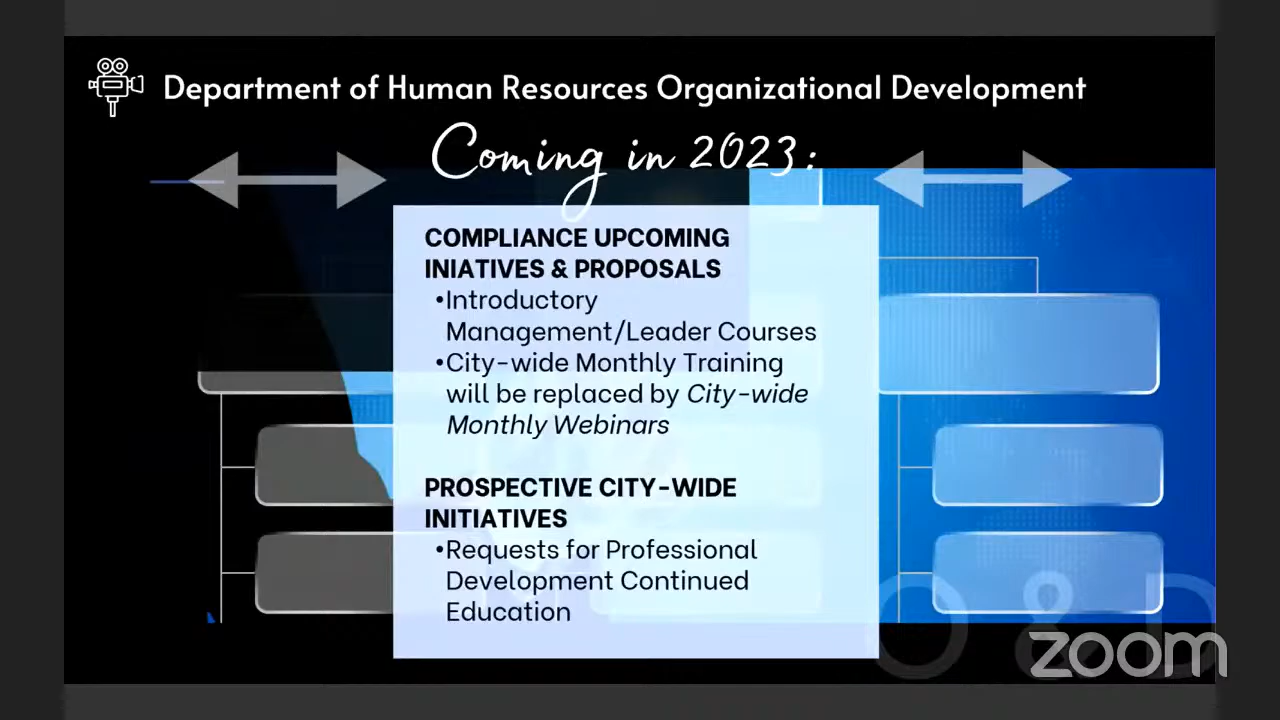 Department of Human Resources Organizational Development
Coming in 2023:
COMPLIANCE UPCOMING
INIATIVES & PROPOSALS
•Introductory
Management/Leader Courses
•City-wide Monthly Training
will be replaced by City-wide
Monthly Webinars
PROSPECTIVE CITY-WIDE
INITIATIVES
•Requests for Professional
Development Continued
Education
O & D
zoom